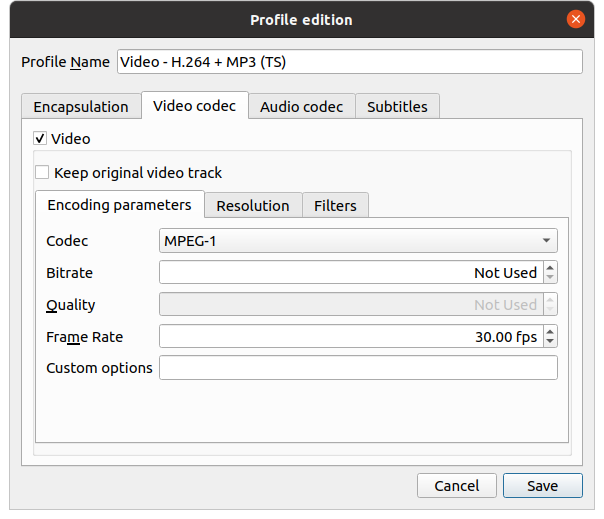 Profile edition
Profile Name Video - H.264 + MP3 (TS)
Encapsulation Video codec Audio codec Subtitles
Video
Keep original video track
Encoding parameters Resolution Filters
Codec MPEG-1
Bitrate Not Used
Quality Not Used
Frame Rate 30.00 fps
Custom options
Cancel Save